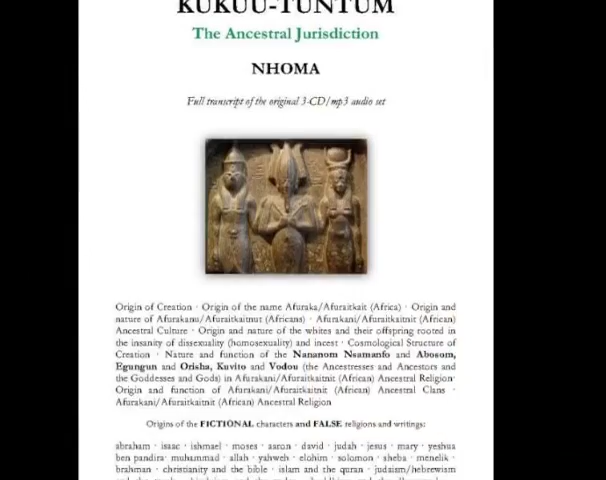 KUKUU-TUNTUM
The Ancestral Jurisdiction
NHOMA
Full transcript of the original 3-CD/mp3 audio set
Origin of Creation · Origin of the name Afuraka/Afuraitkait (Africa) · Origin and
nature of Afurakanu/Afuraitkaitnut (Africans) · Afurakani/Afuraitkaitnit (African)
Ancestral Culture · Origin and nature of the whites and their offspring rooted in
the insanity of dissexuality (homosexuality) and incest · Cosmological Structure of
Creation · Nature and function of the Nananom Nsamanfo and Abosom,
Egungun and Orisha, Kuvito and Vodou (the Ancestresses and Ancestors and
the Goddesses and Gods) in Afurakani/Afuraitkaitnit (African) Ancestral Religion·
Origin and function of Afurakani/Afuraitkaitnit (African) Ancestral Clans ·
Afurakani/Afuraitkaitnit (African) Ancestral Religion
Origins of the FICTIONAL characters and FALSE religions and writings:
abraham · isaac · ishmael · moses · aaron · david · judah · jesus · mary · yeshua
ben pandira· muhammad · allah · yahweh · elohim · solomon · sheba · menelik ·
brahman · christianity and the bible · islam and the quran · judaism/hebrewism